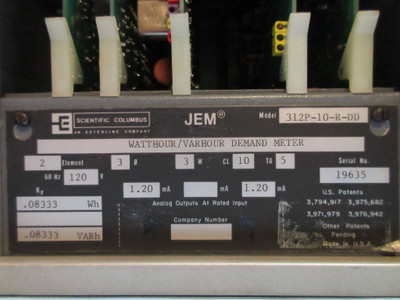 SCIENTIFIC COLUMBUS JEM® Model 312P-10-R-DD
AN ESTERLINE COMPANY
WATTHOUR/VARHOUR DEMAND METER
2 Element 3 Ø 3 W CL 10 TA 5 Serial No.
60 Hz 120 V 19635
Kz 1.20 mA mA 1.20 mA U.S. Patents
.08333 Wh Analog Outputs At Rated Input 3,794,917 3,975,682
Company Number 3,971,979 3,976,942
.08333 VARh Other Patents
Pending
Made in U.S.A.